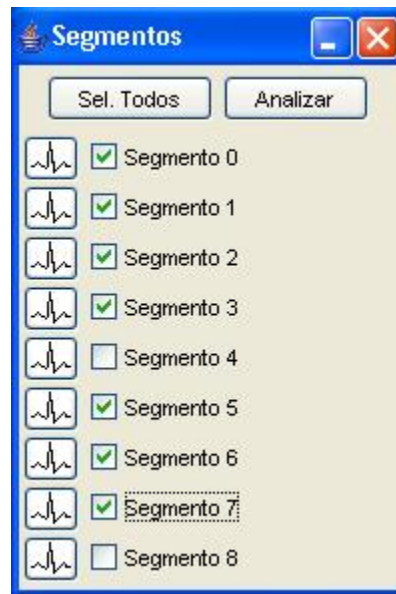 Segmentos
Sel. Todos Analizar
Segmento 0
Segmento 1
Segmento 2
Segmento 3
Segmento 4
Segmento 5
Segmento 6
Segmento 7
Segmento 8